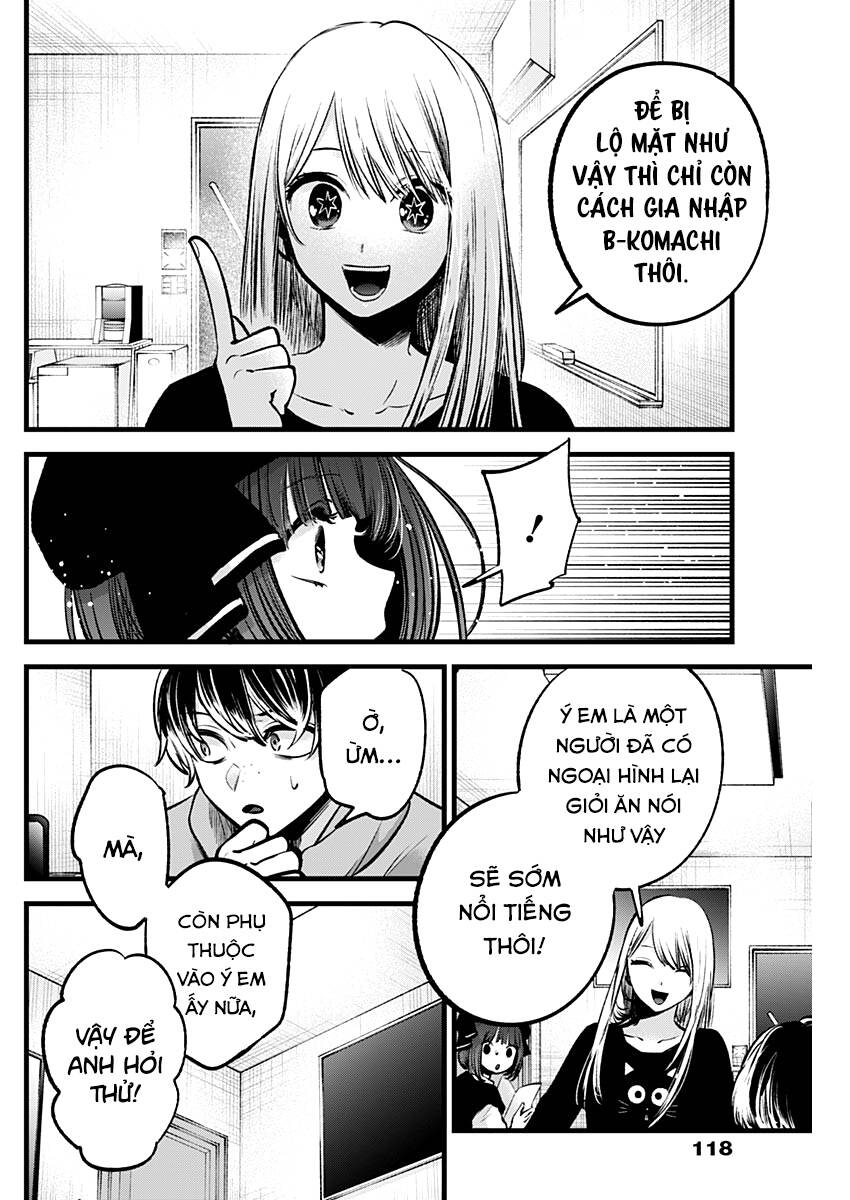 ĐỂ BỊ
LỘ MẶT NHƯ
VẬY THÌ CHỈ CÒN
CÁCH GIA NHẬP
B-KOMACHI
THÔI.
!
Ý EM LÀ MỘT
NGƯỜI ĐÃ CÓ
NGOẠI HÌNH LẠI
GIỎI ĂN NÓI
NHƯ VẬY
SẼ SỚM
NỔI TIẾNG
THÔI!
Ờ,
ỪM...
MÀ,
CÒN PHỤ
THUỘC
VÀO Ý EM
ẤY NỮA,
VẬY ĐỂ
ANH HỎI
THỬ!
118